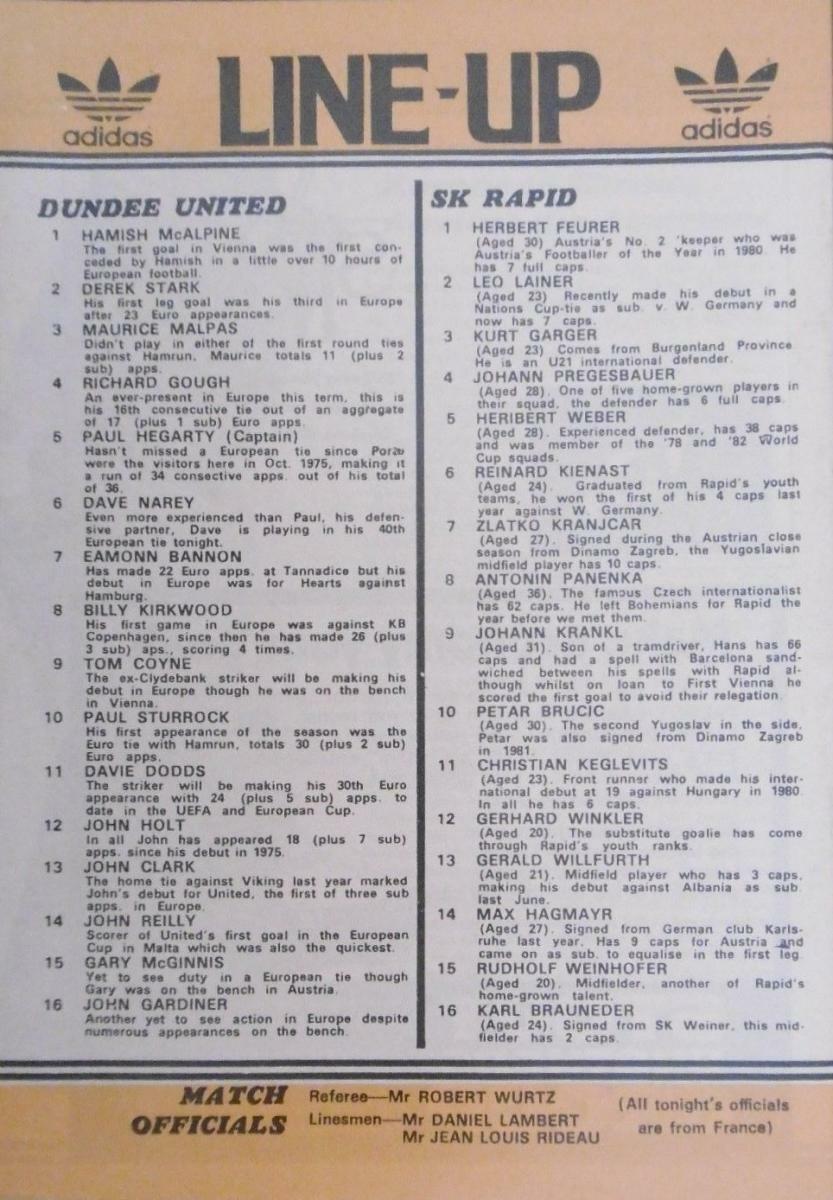 LINE-UP
adidas
adidas
DUNDEE UNITED
1 HAMISH McALPINE
The first goal in Vienna was the first con-
ceded by Hamish in a little over 10 hours of
European football.
2 DEREK STARK
His first leg goal was his third in Europe
after 23 Euro appearances.
3 MAURICE MALPAS
Didn't play in either of the first round ties
against Hamrun. Maurice totals 11 (plus 2
sub) apps.
4 RICHARD GOUGH
An ever-present in Europe this term, this is
his 16th consecutive tie out of an aggregate
of 17 (plus 1 sub) Euro apps.
5 PAUL HEGARTY (Captain)
Hasn't missed a European tie since Porto
were the visitors here in Oct. 1975, making it
a run of 34 consective apps. out of his total
of 36.
6 DAVE NAREY
Even more experienced than Paul, his defen-
sive partner, Dave is playing in his 40th
European tie tonight.
7 EAMONN BANNON
Has made 22 Euro apps. at Tannadice but his
debut in Europe was for Hearts against
Hamburg.
8 BILLY KIRKWOOD
His first game in Europe was against KB
Copenhagen, since then he has made 26 (plus
3 sub) aps., scoring 4 times.
9 TOM COYNE
The ex-Clydebank striker will be making his
debut in Europe though he was on the bench
in Vienna.
10 PAUL STURROCK
His first appearance of the season was the
Euro tie with Hamrun, totals 30 (plus 2 sub)
Euro apps.
11 DAVIE DODDS
The striker will be making his 30th Euro
appearance with 24 (plus 5 sub) apps. to
date in the UEFA and European Cup.
12 JOHN HOLT
In all John has appeared 18 (plus 7 sub)
apps. since his debut in 1975.
13 JOHN CLARK
The home tie against Viking last year marked
John's debut for United, the first of three sub
apps. in Europe.
14 JOHN REILLY
Scorer of United's first goal in the European
Cup in Malta which was also the quickest.
15 GARY McGINNIS
Yet to see duty in a European tie though
Gary was on the bench in Austria.
16 JOHN GARDINER
Another yet to see action in Europe despite
numerous appearances on the bench.
SK RAPID
1 HERBERT FEURER
(Aged 30) Austria's No. 2 'keeper who was
Austria's Footballer of the Year in 1980. He
has 7 full caps.
2 LEO LAINER
(Aged 23) Recently made his debut in a
Nations Cup-tie as sub. v. W. Germany and
now has 7 caps.
3 KURT GARGER
(Aged 23) Comes from Burgenland Province.
He is an U21 international defender.
4 JOHANN PREGESBAUER
(Aged 28). One of five home-grown players in
their squad, the defender has 6 full caps.
5 HERIBERT WEBER
(Aged 28). Experienced defender, has 38 caps
and was member of the '78 and '82 World
Cup squads.
6 REINARD KIENAST
(Aged 24). Graduated from Rapid's youth
teams, he won the first of his 4 caps last
year against W. Germany.
7 ZLATKO KRANJCAR
(Aged 27). Signed during the Austrian close
season from Dinamo Zagreb, the Yugoslavian
midfield player has 10 caps.
8 ANTONIN PANENKA
(Aged 36). The famous Czech internationalist
has 62 caps. He left Bohemians for Rapid the
year before we met them.
9 JOHANN KRANKL
(Aged 31). Son of a tramdriver, Hans has 66
caps and had a spell with Barcelona sand-
wiched between his spells with Rapid al-
though whilst on loan to First Vienna he
scored the first goal to avoid their relegation.
10 PETAR BRUCIC
(Aged 30). The second Yugoslav in the side,
Petar was also signed from Dinamo Zagreb
in 1981.
11 CHRISTIAN KEGLEVITS
(Aged 23). Front runner who made his inter-
national debut at 19 against Hungary in 1980.
In all he has 6 caps.
12 GERHARD WINKLER
(Aged 20). The substitute goalie has come
through Rapid's youth ranks.
13 GERALD WILLFURTH
(Aged 21). Midfield player who has 3 caps,
making his debut against Albania as sub.
last June.
14 MAX HAGMAYR
(Aged 27). Signed from German club Karls-
ruhe last year. Has 9 caps for Austria and
came on as sub. to equalise in the first leg.
15 RUDHOLF WEINHOFER
(Aged 20). Midfielder, another of Rapid's
home-grown talent.
16 KARL BRAUNEDER
(Aged 24). Signed from SK Weiner, this mid-
fielder has 2 caps.
MATCH OFFICIALS
Referee—Mr ROBERT WURTZ
Linesmen—Mr DANIEL LAMBERT
Mr JEAN LOUIS RIDEAU
(All tonight's officials
are from France)